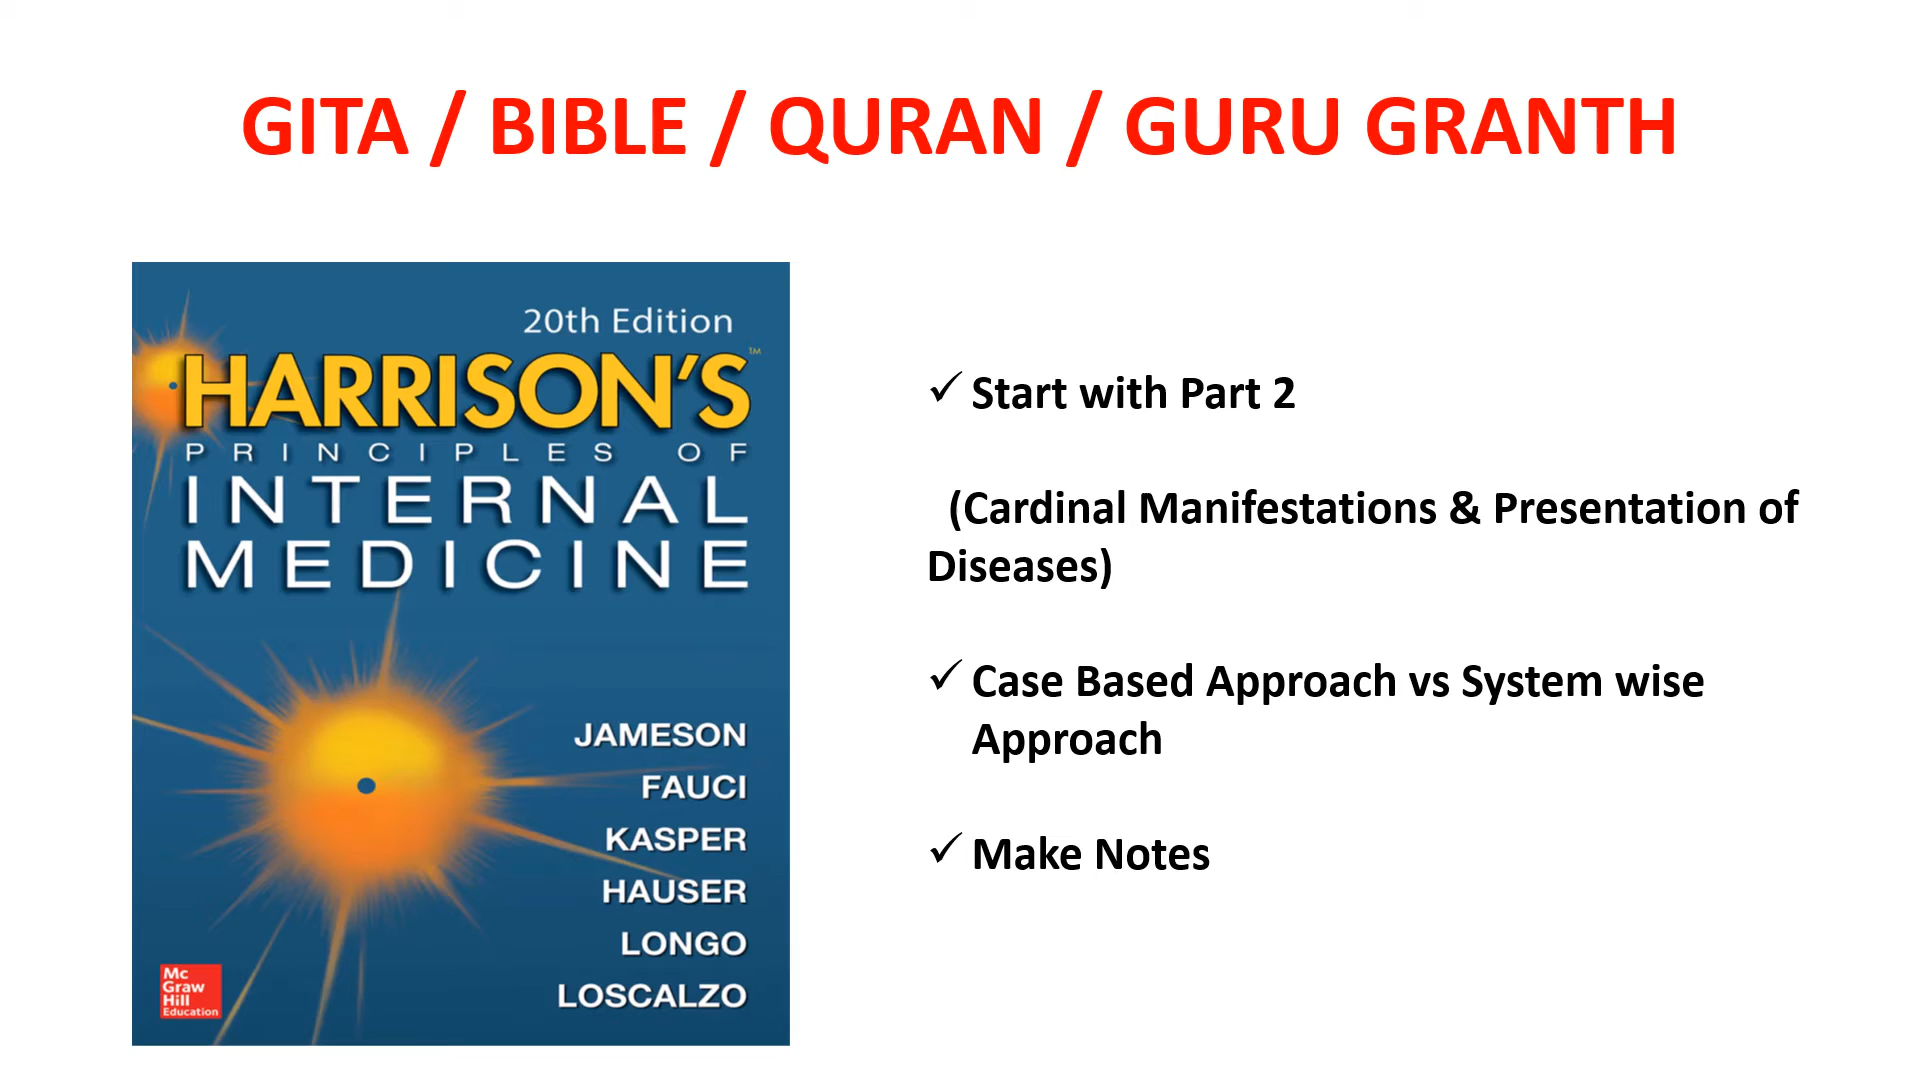 GITA / BIBLE / QURAN / GURU GRANTH
20th Edition
HARRISON'S™
PRINCIPLES OF
INTERNAL
MEDICINE
JAMESON
FAUCI
KASPER
HAUSER
LONGO
LOSCALZO
Mc
Graw
Hill
Education
✓ Start with Part 2
(Cardinal Manifestations & Presentation of
Diseases)
✓ Case Based Approach vs System wise
Approach
✓ Make Notes